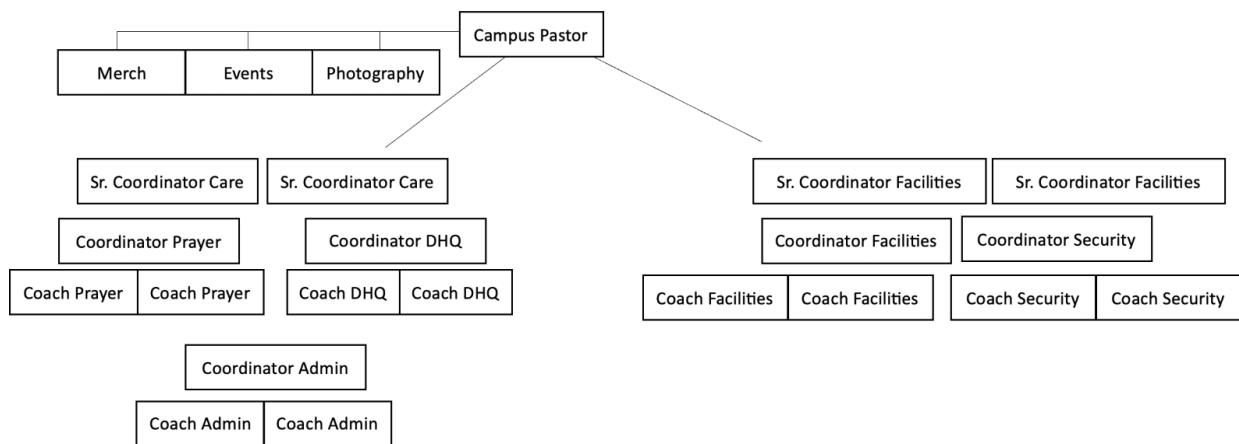 Campus Pastor
Merch
Events
Photography
Sr. Coordinator Care
Sr. Coordinator Care
Sr. Coordinator Facilities
Sr. Coordinator Facilities
Coordinator Prayer
Coordinator DHQ
Coordinator Facilities
Coordinator Security
Coach Prayer
Coach Prayer
Coach DHQ
Coach DHQ
Coach Facilities
Coach Facilities
Coach Security
Coach Security
Coordinator Admin
Coach Admin
Coach Admin